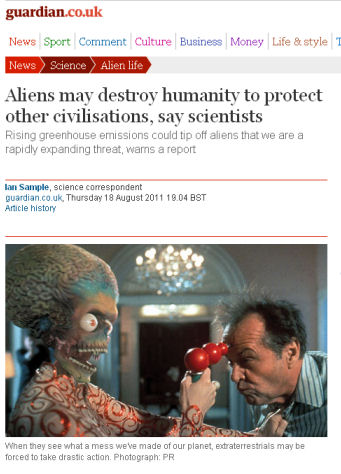 guardian.co.uk
News Sport Comment Culture Business Money Life & style
News Science Alien life
Aliens may destroy humanity to protect
other civilisations, say scientists
Rising greenhouse emissions could tip off aliens that we are a
rapidly expanding threat, warns a report
Ian Sample, science correspondent
guardian.co.uk, Thursday 18 August 2011 19.04 BST
Article history
When they see what a mess we've made of our planet, extraterrestrials may be
forced to take drastic action. Photograph: PR